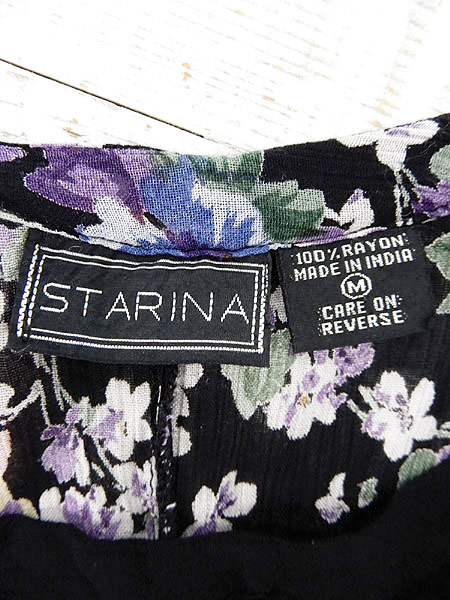 STARINA
100% RAYON
MADE IN INDIA
M
CARE ON
REVERSE